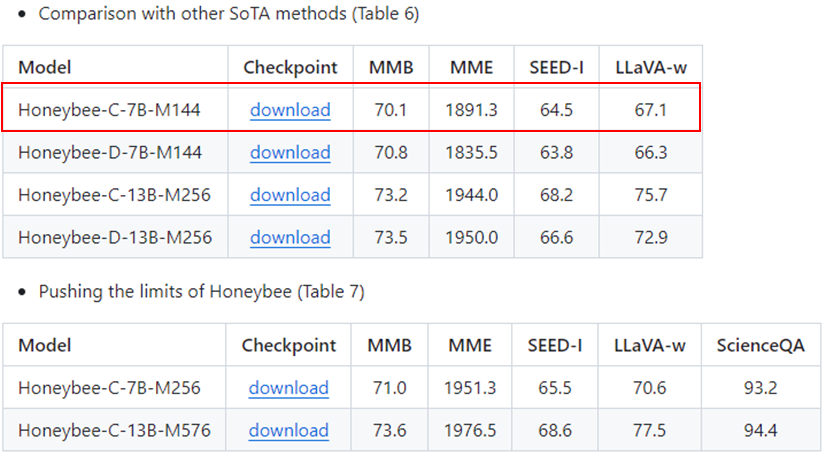 Comparison with other SoTA methods (Table 6)
Model Checkpoint MMB MME SEED-I LLaVA-w
Honeybee-C-7B-M144 download 70.1 1891.3 64.5 67.1
Honeybee-D-7B-M144 download 70.8 1835.5 63.8 66.3
Honeybee-C-13B-M256 download 73.2 1944.0 68.2 75.7
Honeybee-D-13B-M256 download 73.5 1950.0 66.6 72.9
Pushing the limits of Honeybee (Table 7)
Model Checkpoint MMB MME SEED-I LLaVA-w ScienceQA
Honeybee-C-7B-M256 download 71.0 1951.3 65.5 70.6 93.2
Honeybee-C-13B-M576 download 73.6 1976.5 68.6 77.5 94.4